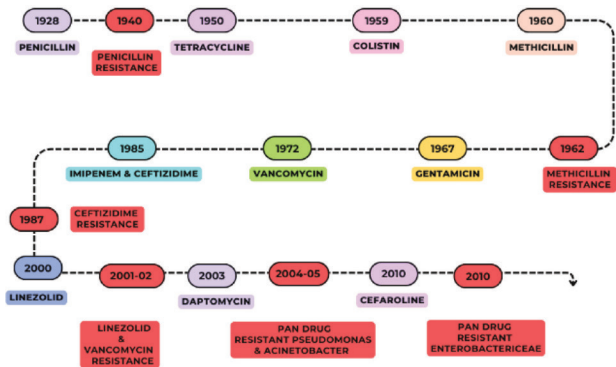 1928
1940
1950
1959
1960
PENICILLIN
PENICILLIN
RESISTANCE
TETRACYCLINE
COLISTIN
METHICILLIN
1985
1972
1967
1962
IMIPENEM & CEFTIZIDIME
VANCOMYCIN
GENTAMICIN
METHICILLIN
RESISTANCE
1987
CEFTIZIDIME
RESISTANCE
2000
2001-02
2003
2004-05
2010
2010
LINEZOLID
DAPTOMYCIN
CEFAROLINE
LINEZOLID
&
VANCOMYCIN
RESISTANCE
PAN DRUG
RESISTANT PSEUDOMONAS
& ACINETOBACTER
PAN DRUG
RESISTANT
ENTEROBACTERICEAE